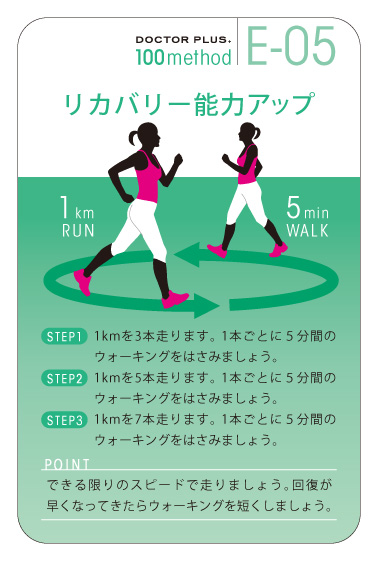 DOCTOR PLUS.
100method
E-05
リカバリー能力アップ
1 km
RUN
5 min
WALK
STEP1 1kmを3本走ります。1本ごとに5分間の
ウォーキングをはさみましょう。
STEP2 1kmを5本走ります。1本ごとに5分間の
ウォーキングをはさみましょう。
STEP3 1kmを7本走ります。1本ごとに5分間の
ウォーキングをはさみましょう。
POINT
できる限りのスピードで走りましょう。回復が
早くなってきたらウォーキングを短くしましょう。